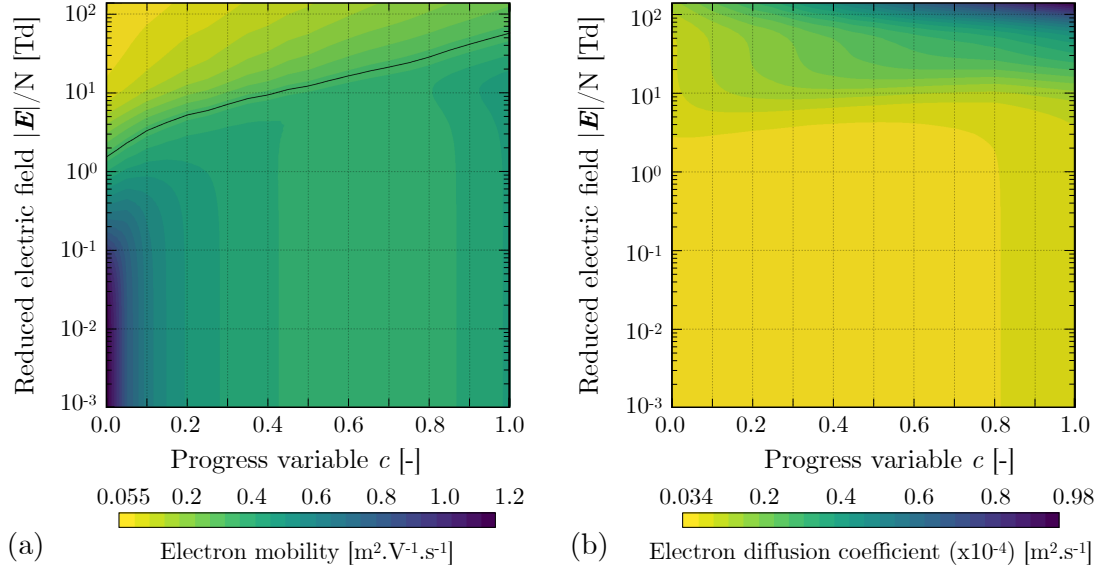 Reduced electric field |E|/N [Td]
10² 10¹ 10⁰ 10⁻¹ 10⁻² 10⁻³
0.0 0.2 0.4 0.6 0.8 1.0
Progress variable c [-]
0.055 0.2 0.4 0.6 0.8 1.0 1.2
(a) Electron mobility [m².V⁻¹.s⁻¹]
Reduced electric field |E|/N [Td]
10² 10¹ 10⁰ 10⁻¹ 10⁻² 10⁻³
0.0 0.2 0.4 0.6 0.8 1.0
Progress variable c [-]
0.034 0.2 0.4 0.6 0.8 0.98
(b) Electron diffusion coefficient (x10⁻⁴) [m².s⁻¹]